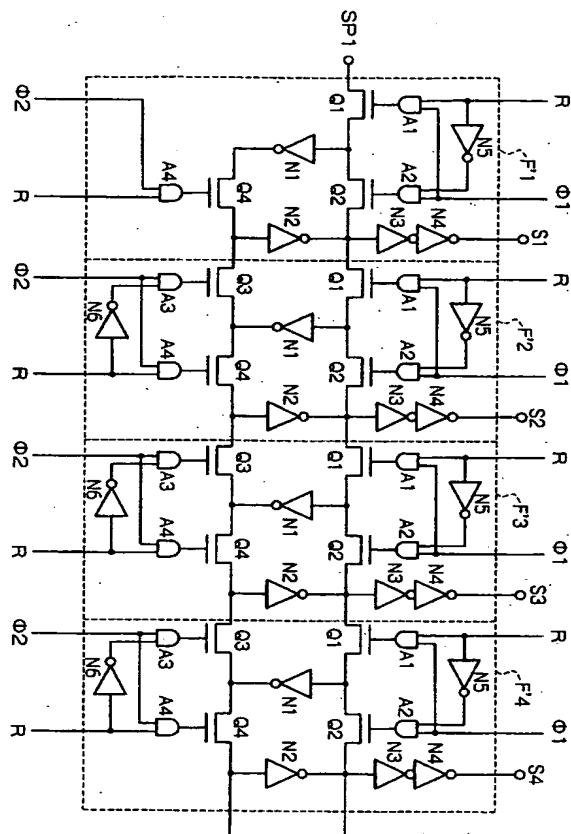 R
Φ1
S1
R
Φ1
S2
R
Φ1
S3
R
Φ1
S4
F'1
F'2
F'3
F'4
N5
N4
N5
N4
N5
N4
N5
N4
A1
A2
N3
A1
A2
N3
A1
A2
N3
A1
A2
N3
SP1
Q1
Q2
Q1
Q2
Q1
Q2
Q1
Q2
N1
N2
N1
N2
N1
N2
N1
N2
Q4
Q3
Q4
Q3
Q4
Q3
Q4
A4
A3
A4
A3
A4
A3
A4
N6
N6
N6
Φ2
R
Φ2
R
Φ2
R
Φ2
R